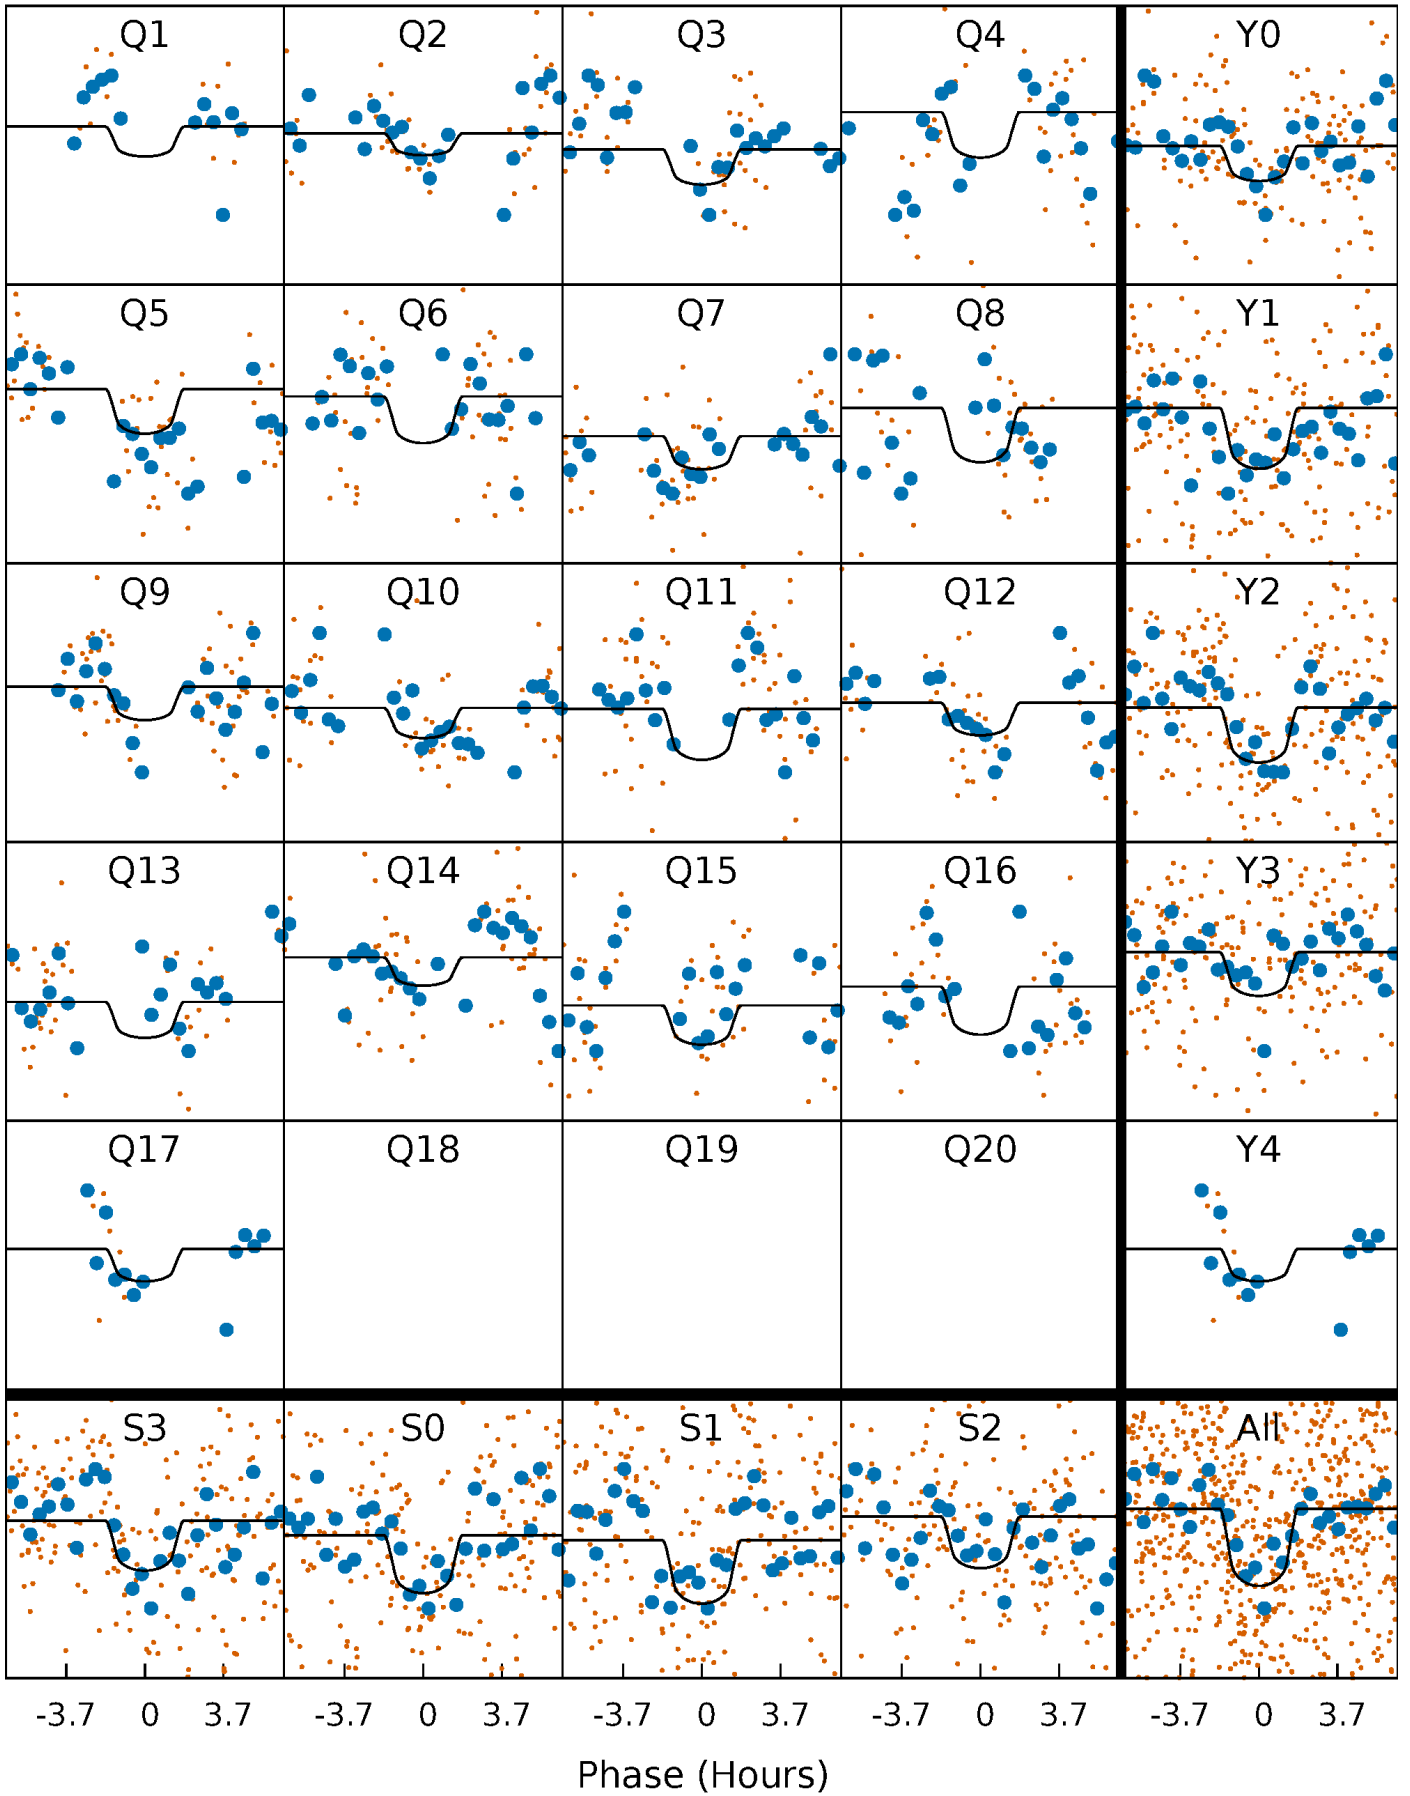 Q1 Q2 Q3 Q4 Y0
Q5 Q6 Q7 Q8 Y1
Q9 Q10 Q11 Q12 Y2
Q13 Q14 Q15 Q16 Y3
Q17 Q18 Q19 Q20 Y4
S3 S0 S1 S2 All
-3.7 0 3.7 -3.7 0 3.7 -3.7 0 3.7 -3.7 0 3.7 -3.7 0 3.7
Phase (Hours)